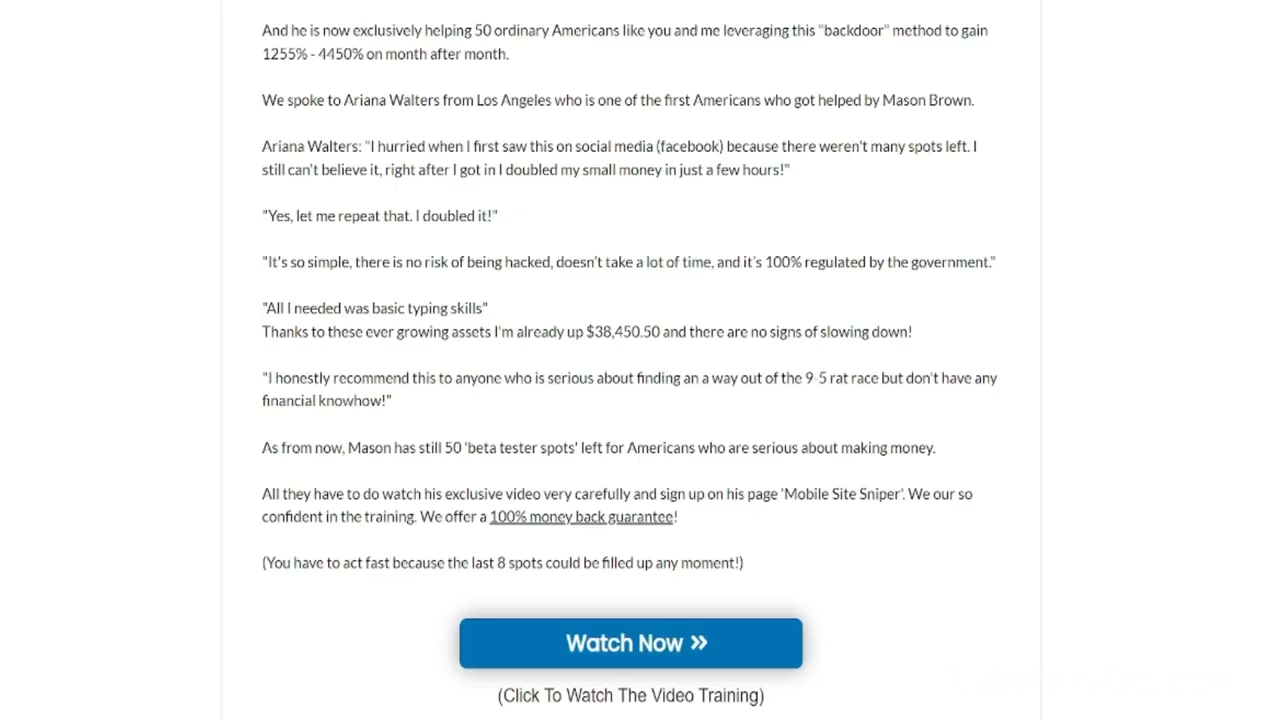 And he is now exclusively helping 50 ordinary Americans like you and me leveraging this "backdoor" method to gain
1255% - 4450% on month after month.
We spoke to Ariana Walters from Los Angeles who is one of the first Americans who got helped by Mason Brown.
Ariana Walters: "I hurried when I first saw this on social media (facebook) because there weren't many spots left. I
still can't believe it, right after I got in I doubled my small money in just a few hours!"
"Yes, let me repeat that. I doubled it!"
"It's so simple, there is no risk of being hacked, doesn't take a lot of time, and it's 100% regulated by the government."
"All I needed was basic typing skills"
Thanks to these ever growing assets I'm already up $38,450.50 and there are no signs of slowing down!
"I honestly recommend this to anyone who is serious about finding an a way out of the 9-5 rat race but don't have any
financial knowhow!"
As from now, Mason has still 50 'beta tester spots' left for Americans who are serious about making money.
All they have to do watch his exclusive video very carefully and sign up on his page 'Mobile Site Sniper'. We our so
confident in the training. We offer a 100% money back guarantee!
(You have to act fast because the last 8 spots could be filled up any moment!)
Watch Now »
(Click To Watch The Video Training)